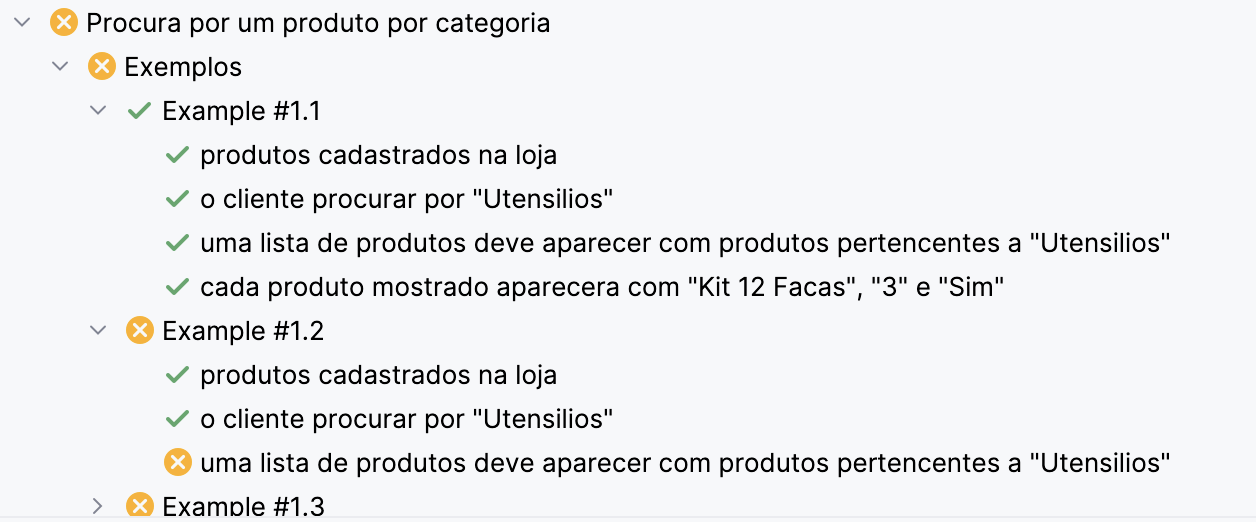 Procura por um produto por categoria
Exemplos
Example #1.1
produtos cadastrados na loja
o cliente procurar por "Utensilios"
uma lista de produtos deve aparecer com produtos pertencentes a "Utensilios"
cada produto mostrado aparecera com "Kit 12 Facas", "3" e "Sim"
Example #1.2
produtos cadastrados na loja
o cliente procurar por "Utensilios"
uma lista de produtos deve aparecer com produtos pertencentes a "Utensilios"
Example #1.3